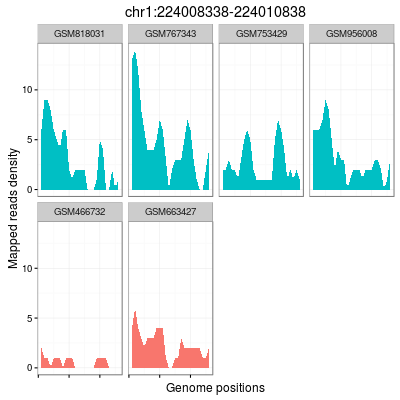 chr1:224008338-224010838
GSM818031 GSM767343 GSM753429 GSM956008
10
5
0
GSM466732 GSM663427
10
5
0
Mapped reads density
Genome positions